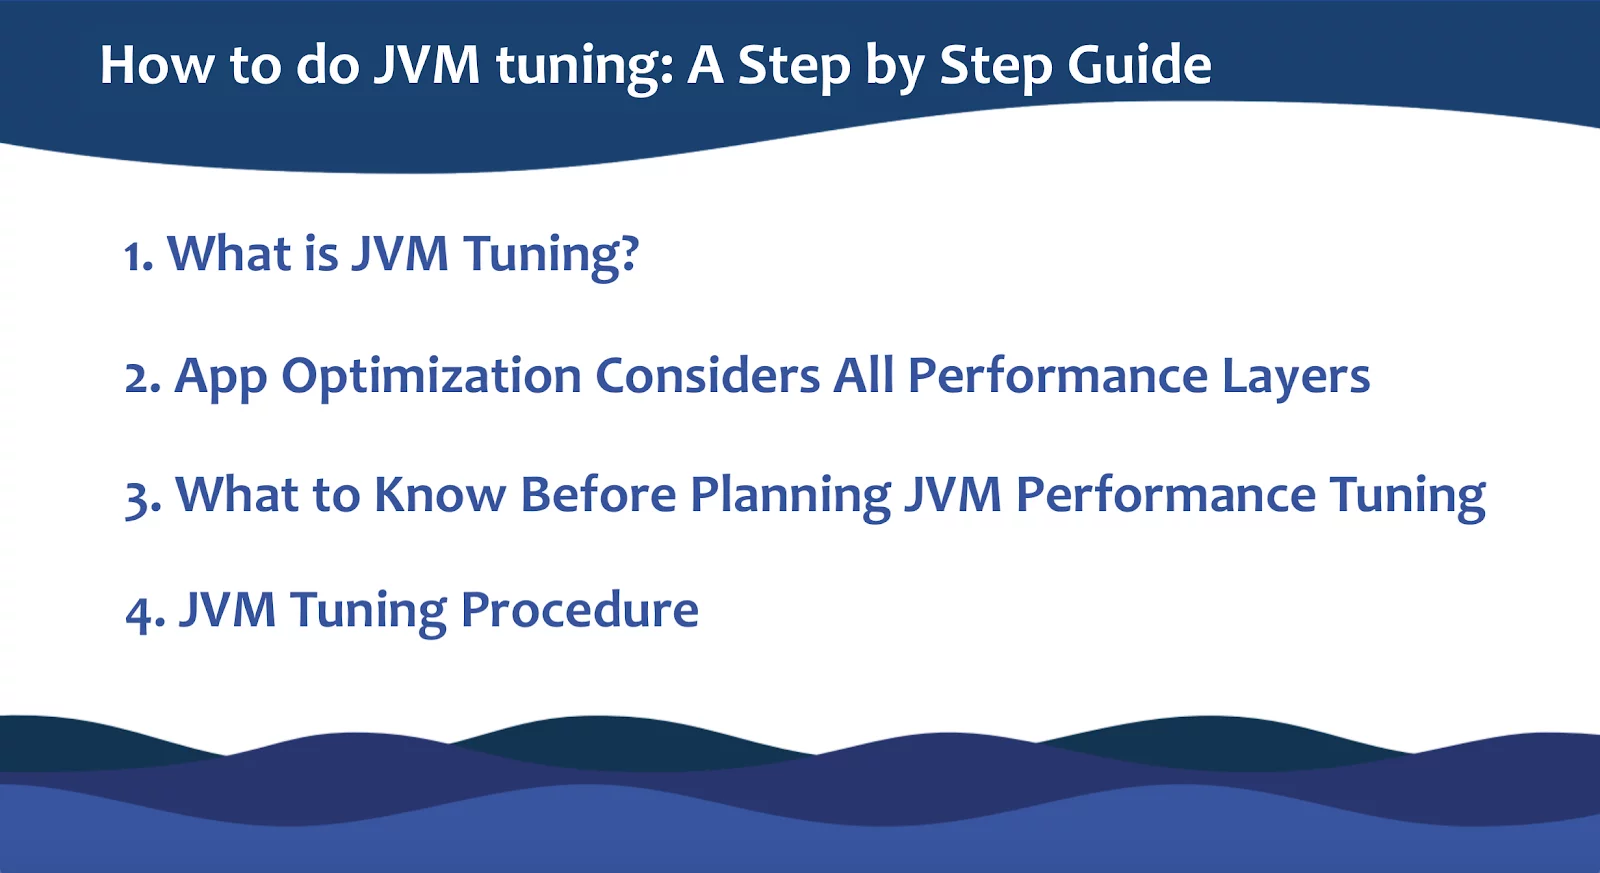 How to do JVM tuning: A Step by Step Guide
1. What is JVM Tuning?
2. App Optimization Considers All Performance Layers
3. What to Know Before Planning JVM Performance Tuning
4. JVM Tuning Procedure